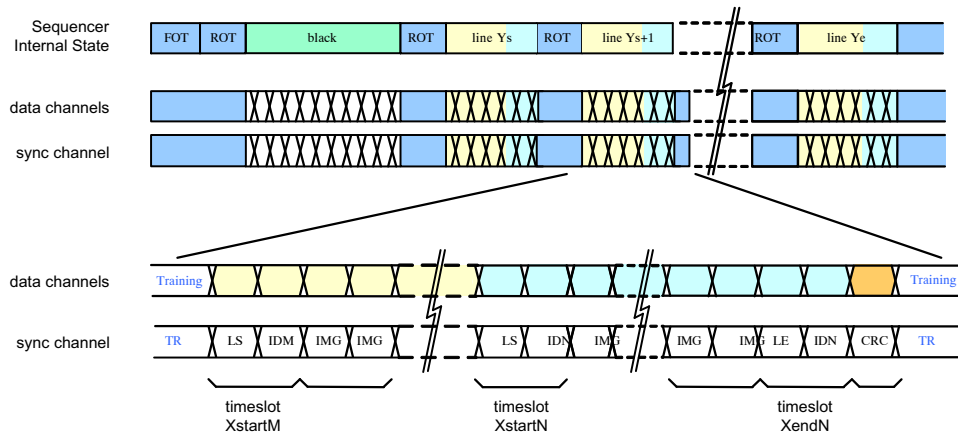 Sequencer
Internal State
FOT ROT black ROT line Ys ROT line Ys+1 ROT line Ye
data channels
sync channel
data channels Training Training
sync channel TR LS IDM IMG IMG LS IDN IMG IMG IMG LE IDN CRC TR
timeslot timeslot timeslot
XstartM XstartN XendN